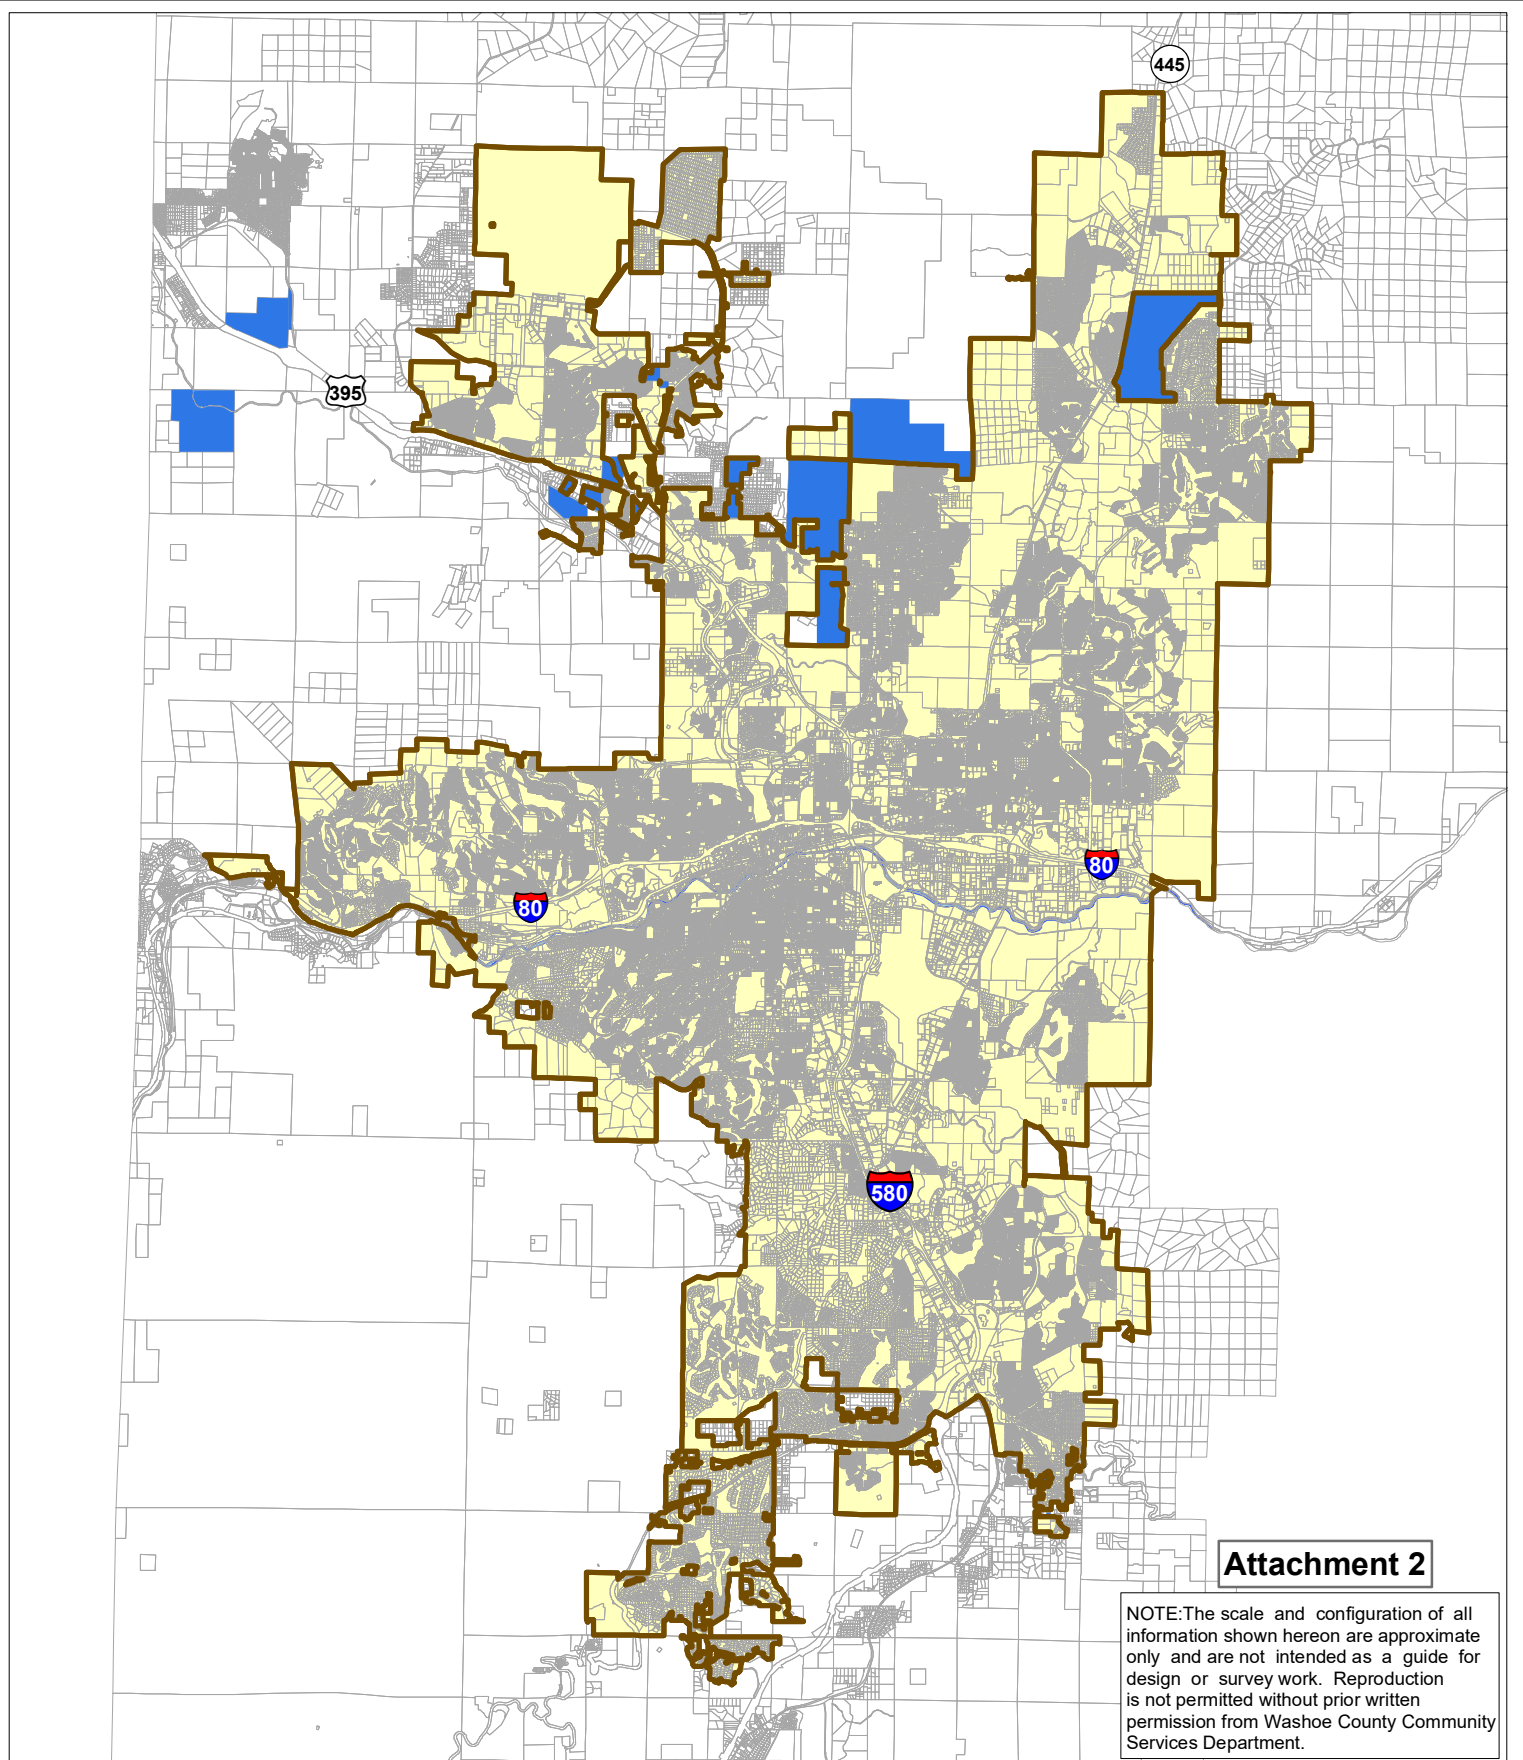 445
395
80
80
580
Attachment 2
NOTE:The scale and configuration of all
information shown hereon are approximate
only and are not intended as a guide for
design or survey work. Reproduction
is not permitted without prior written
permission from Washoe County Community
Services Department.